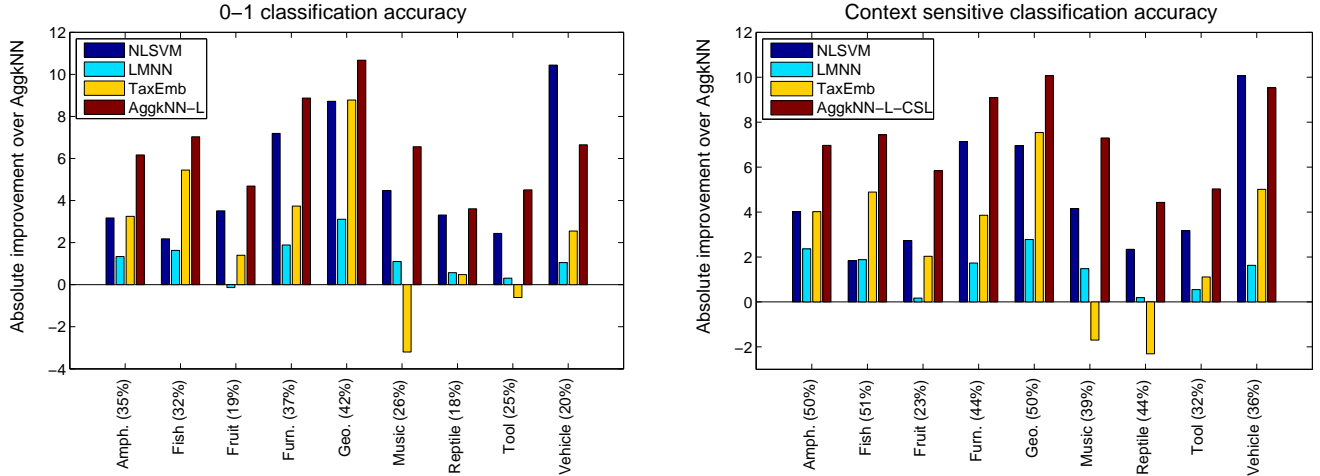 0−1 classification accuracy
Absolute improvement over AggkNN
12
10
8
6
4
2
0
−2
−4
NLSVM
LMNN
TaxEmb
AggkNN−L
Amph. (35%)
Fish (32%)
Fruit (19%)
Furn. (37%)
Geo. (42%)
Music (26%)
Reptile (18%)
Tool (25%)
Vehicle (20%)
Context sensitive classification accuracy
Absolute improvement over AggkNN
12
10
8
6
4
2
0
−2
NLSVM
LMNN
TaxEmb
AggkNN−L−CSL
Amph. (50%)
Fish (51%)
Fruit (23%)
Furn. (44%)
Geo. (50%)
Music (39%)
Reptile (44%)
Tool (32%)
Vehicle (36%)